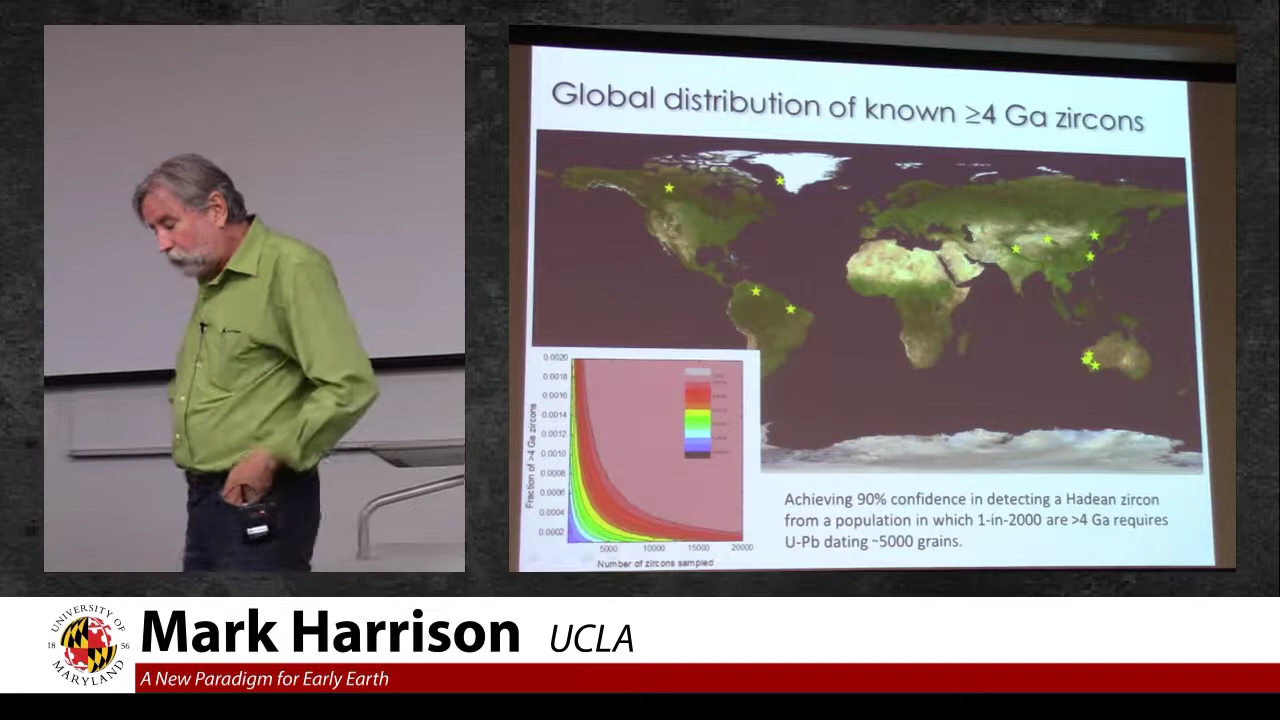 Global distribution of known ≥4 Ga zircons
0.0020
0.0018
0.0016
0.0014
0.0012
0.0010
0.0008
0.0006
0.0004
0.0002
Fraction of >4 Ga zircons
5000 10000 15000 20000
Number of zircons sampled
Achieving 90% confidence in detecting a Hadean zircon
from a population in which 1-in-2000 are >4 Ga requires
U-Pb dating ~5000 grains.
UNIVERSITY OF
18 56
MARYLAND
Mark Harrison UCLA
A New Paradigm for Early Earth